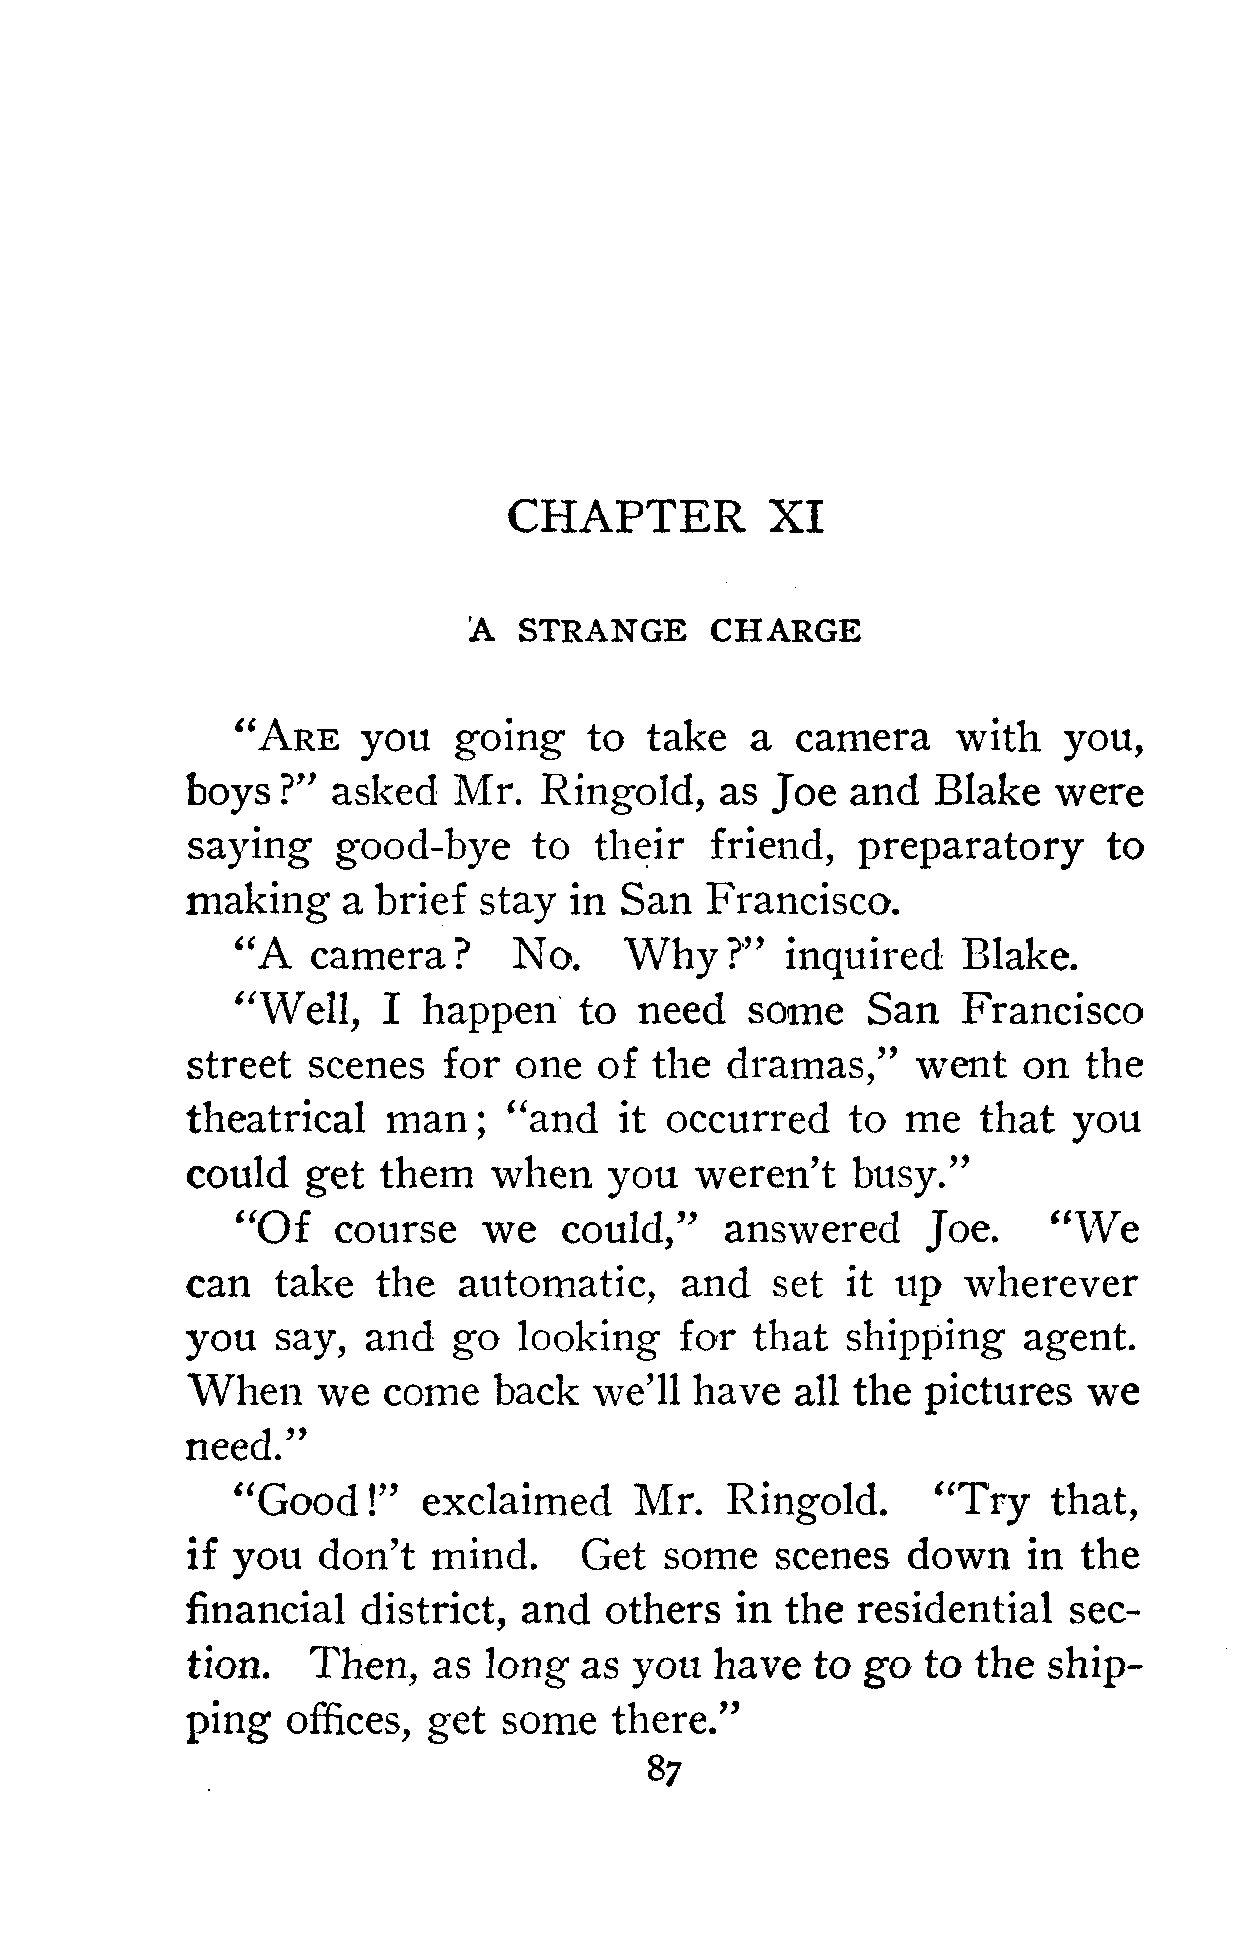 CHAPTER XI
A STRANGE CHARGE
"ARE you going to take a camera with you,
boys?" asked Mr. Ringold, as Joe and Blake were
saying good-bye to their friend, preparatory to
making a brief stay in San Francisco.
"A camera? No. Why?" inquired Blake.
"Well, I happen to need some San Francisco
street scenes for one of the dramas," went on the
theatrical man; "and it occurred to me that you
could get them when you weren't busy."
"Of course we could," answered Joe. "We
can take the automatic, and set it up wherever
you say, and go looking for that shipping agent.
When we come back we'll have all the pictures we
need."
"Good!" exclaimed Mr. Ringold. "Try that,
if you don't mind. Get some scenes down in the
financial district, and others in the residential sec-
tion. Then, as long as you have to go to the ship-
ping offices, get some there."
87